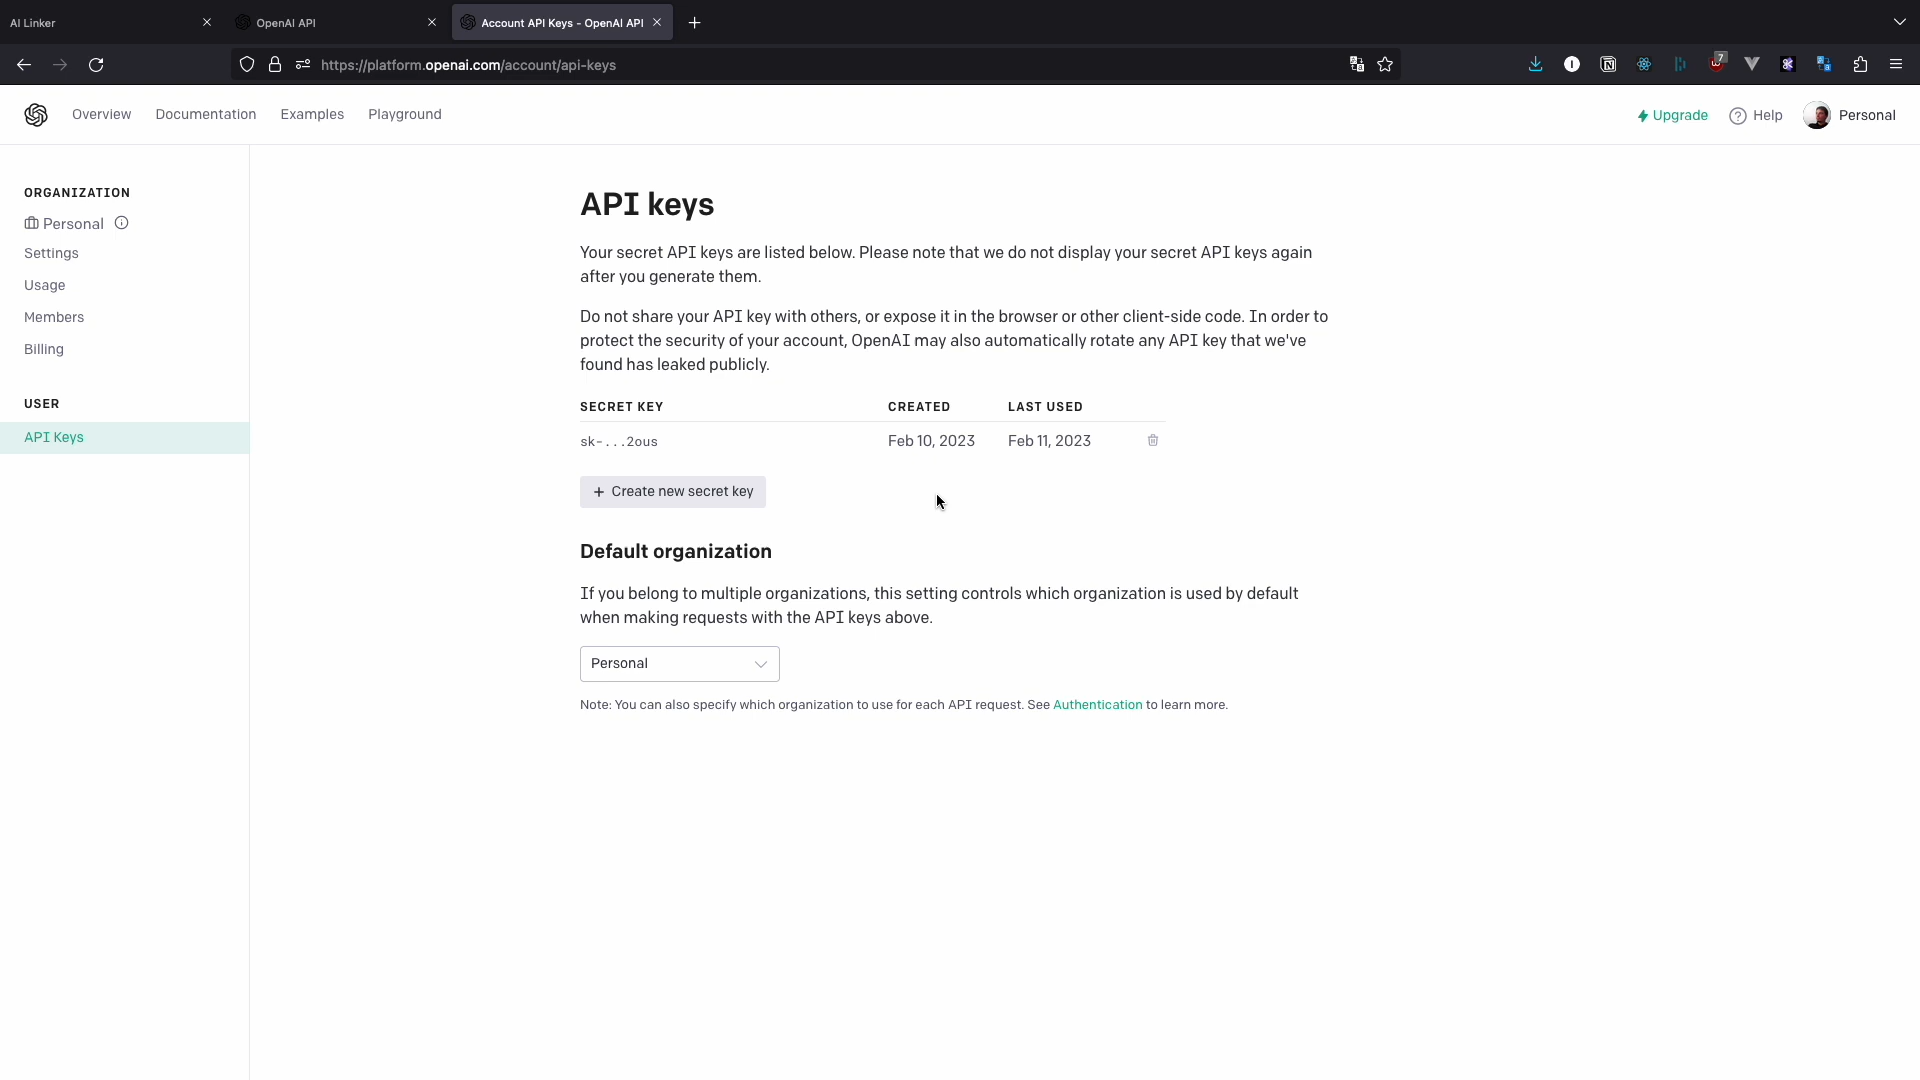 AI Linker
OpenAI API
Account API Keys - OpenAI API
https://platform.openai.com/account/api-keys
7
Overview
Documentation
Examples
Playground
Upgrade
Help
Personal
ORGANIZATION
Personal
Settings
Usage
Members
Billing
USER
API Keys
API keys
Your secret API keys are listed below. Please note that we do not display your secret API keys again
after you generate them.
Do not share your API key with others, or expose it in the browser or other client-side code. In order to
protect the security of your account, OpenAI may also automatically rotate any API key that we've
found has leaked publicly.
SECRET KEY CREATED LAST USED
sk-...2ous Feb 10, 2023 Feb 11, 2023
+ Create new secret key
Default organization
If you belong to multiple organizations, this setting controls which organization is used by default
when making requests with the API keys above.
Personal
Note: You can also specify which organization to use for each API request. See Authentication to learn more.